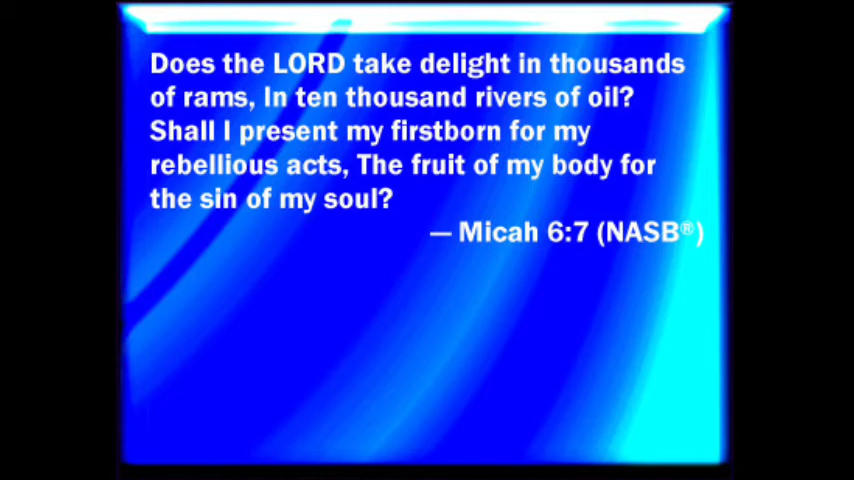 Does the LORD take delight in thousands
of rams, In ten thousand rivers of oil?
Shall I present my firstborn for my
rebellious acts, The fruit of my body for
the sin of my soul?
— Micah 6:7 (NASB®)